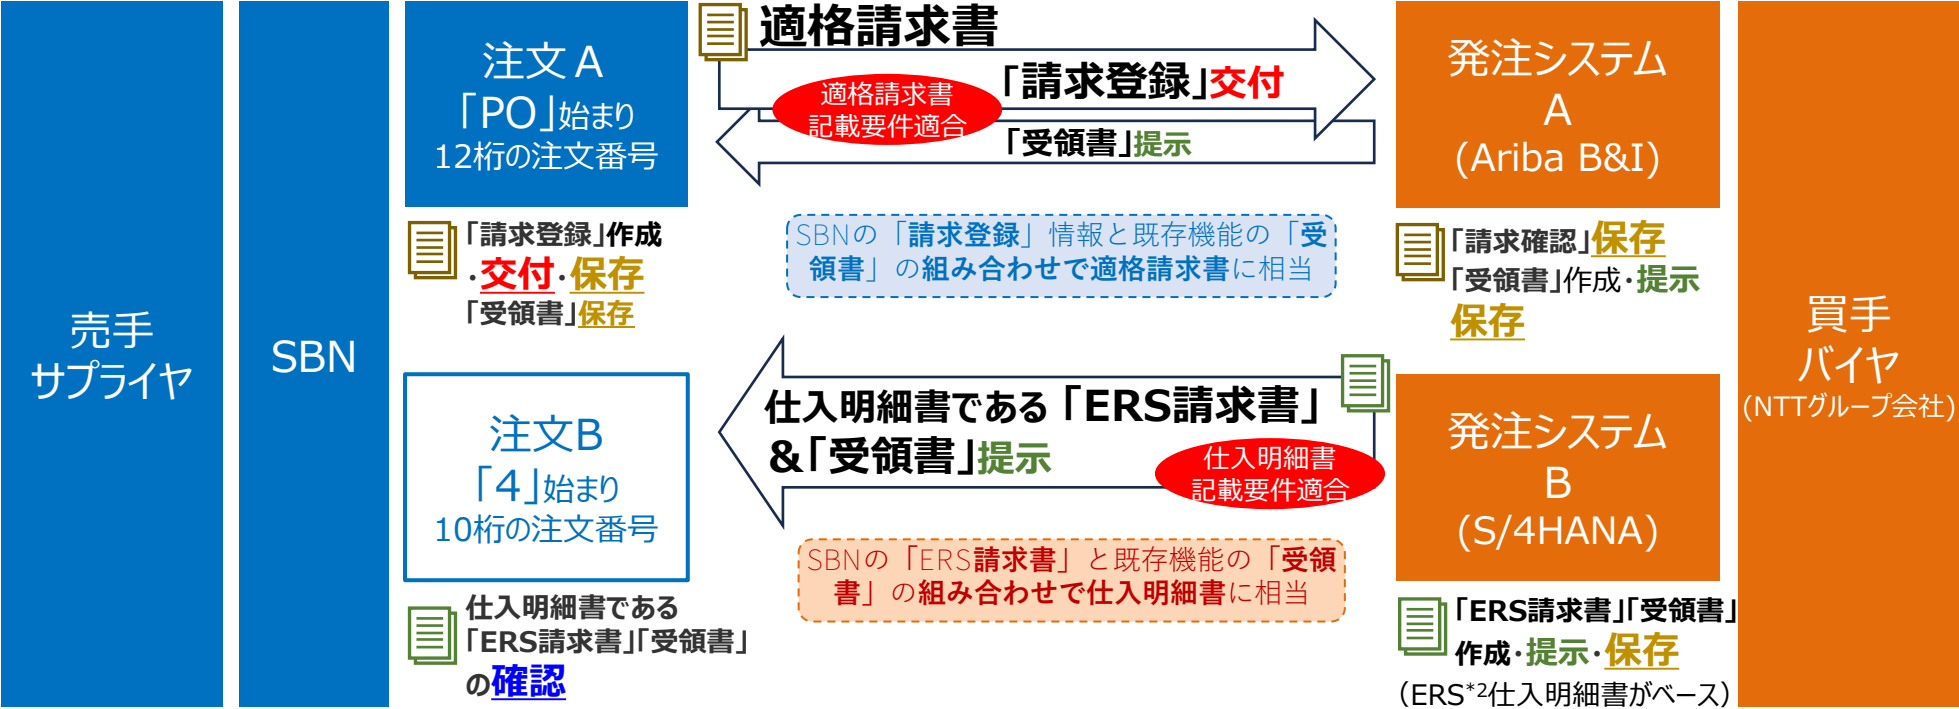 売手
サプライヤ
SBN
注文A
「PO」始まり
12桁の注文番号
適格請求書
「請求登録」交付
適格請求書
記載要件適合
「受領書」提示
発注システム
A
(Ariba B&I)
買手
バイヤ
(NTTグループ会社)
「請求登録」作成
・交付・保存
「受領書」保存
SBNの「請求登録」情報と既存機能の「受
領書」の組み合わせで適格請求書に相当
「請求確認」保存
「受領書」作成・提示
保存
注文B
「4」始まり
10桁の注文番号
仕入明細書である「ERS請求書」
&「受領書」提示
仕入明細書
記載要件適合
発注システム
B
(S/4HANA)
仕入明細書である
「ERS請求書」「受領書」
の確認
SBNの「ERS請求書」と既存機能の「受領
書」の組み合わせで仕入明細書に相当
「ERS請求書」「受領書」
作成・提示・保存
(ERS*2仕入明細書がベース)